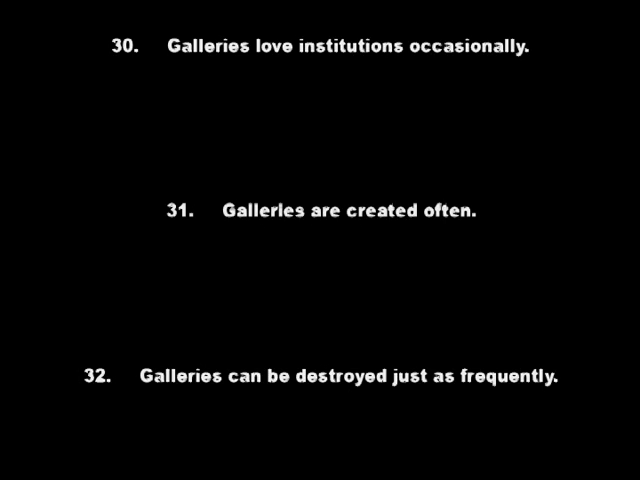 30. Galleries love institutions occasionally.
31. Galleries are created often.
32. Galleries can be destroyed just as frequently.